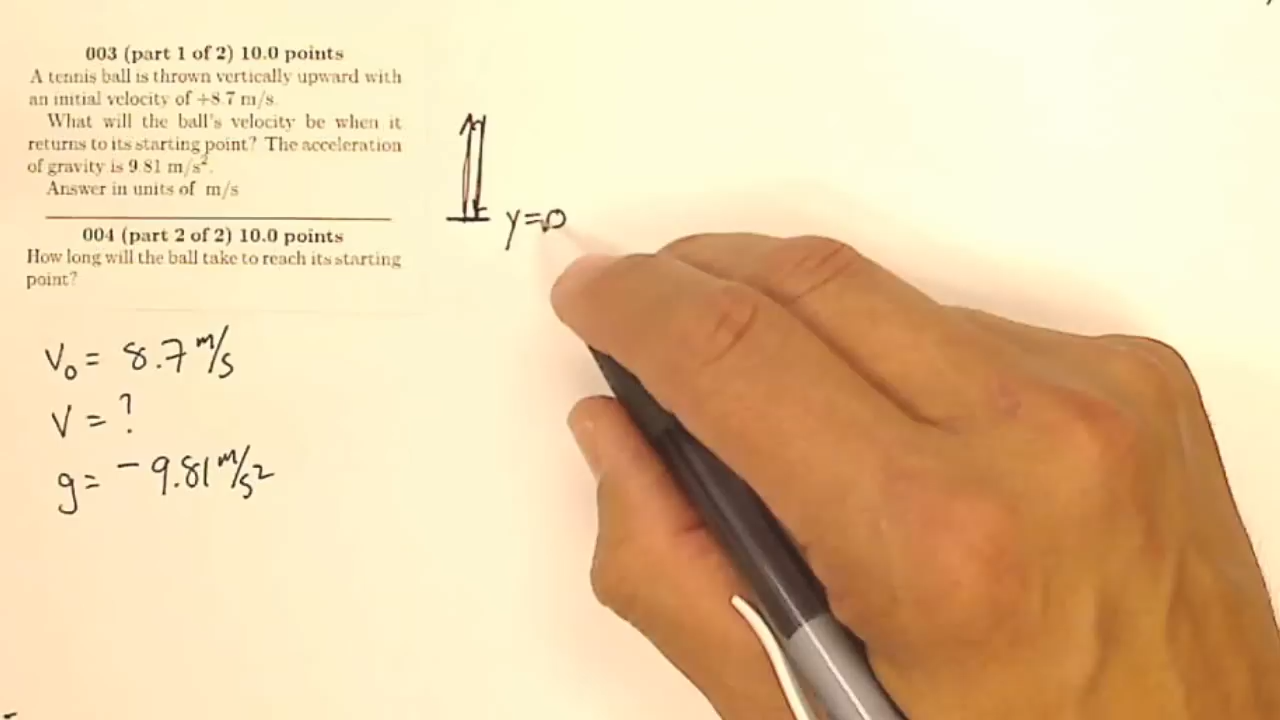 003 (part 1 of 2) 10.0 points
A tennis ball is thrown vertically upward with
an initial velocity of +8.7 m/s.
What will the ball's velocity be when it
returns to its starting point? The acceleration
of gravity is 9.81 m/s².
Answer in units of m/s
004 (part 2 of 2) 10.0 points
How long will the ball take to reach its starting
point?
V₀ = 8.7 m/s
V = ?
g = -9.81 m/s²
y=0